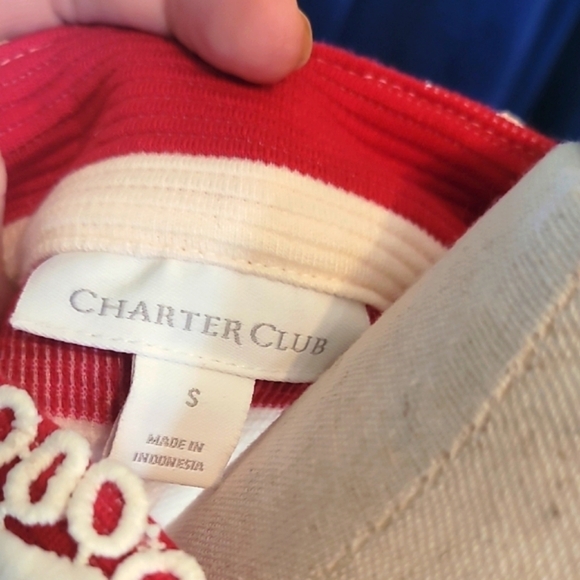 CHARTER CLUB
S
MADE IN
INDONESIA